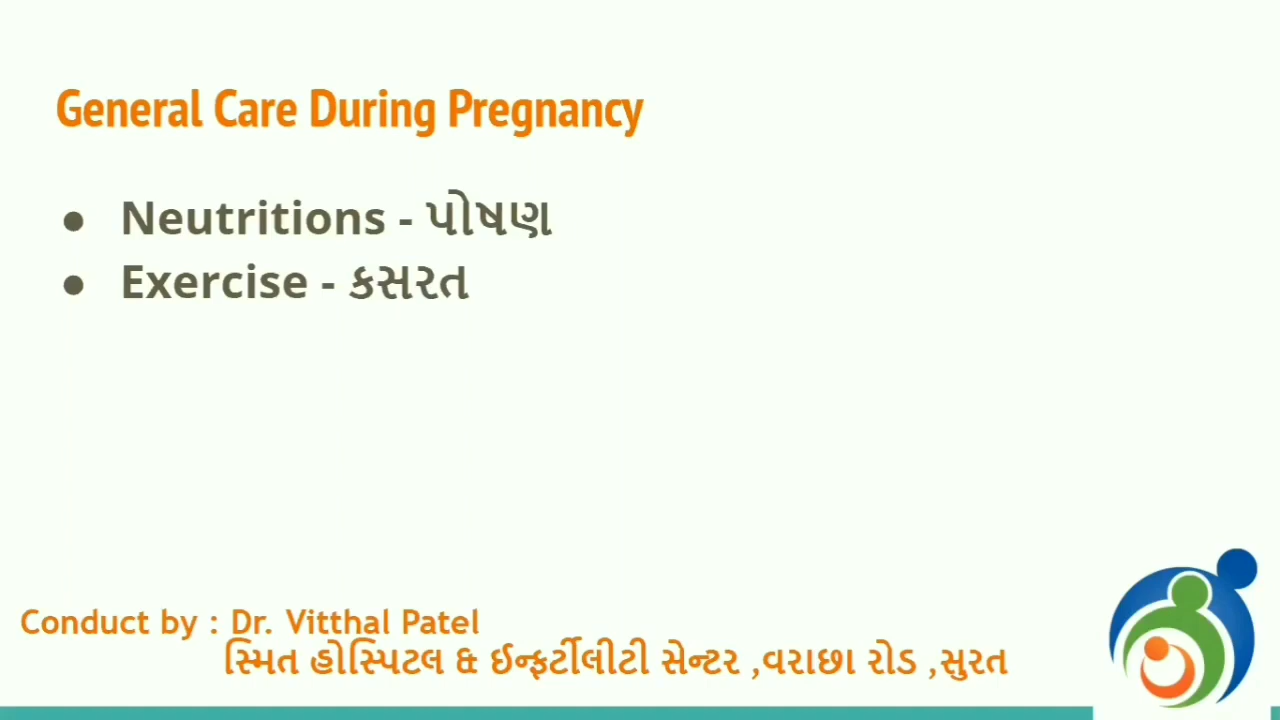 General Care During Pregnancy
● Neutritions - પોષણ
● Exercise - કસરત
Conduct by : Dr. Vitthal Patel
સ્મિત હોસ્પિટલ & ઈન્ફર્ટીલીટી સેન્ટર ,વરાછા રોડ ,સુરત